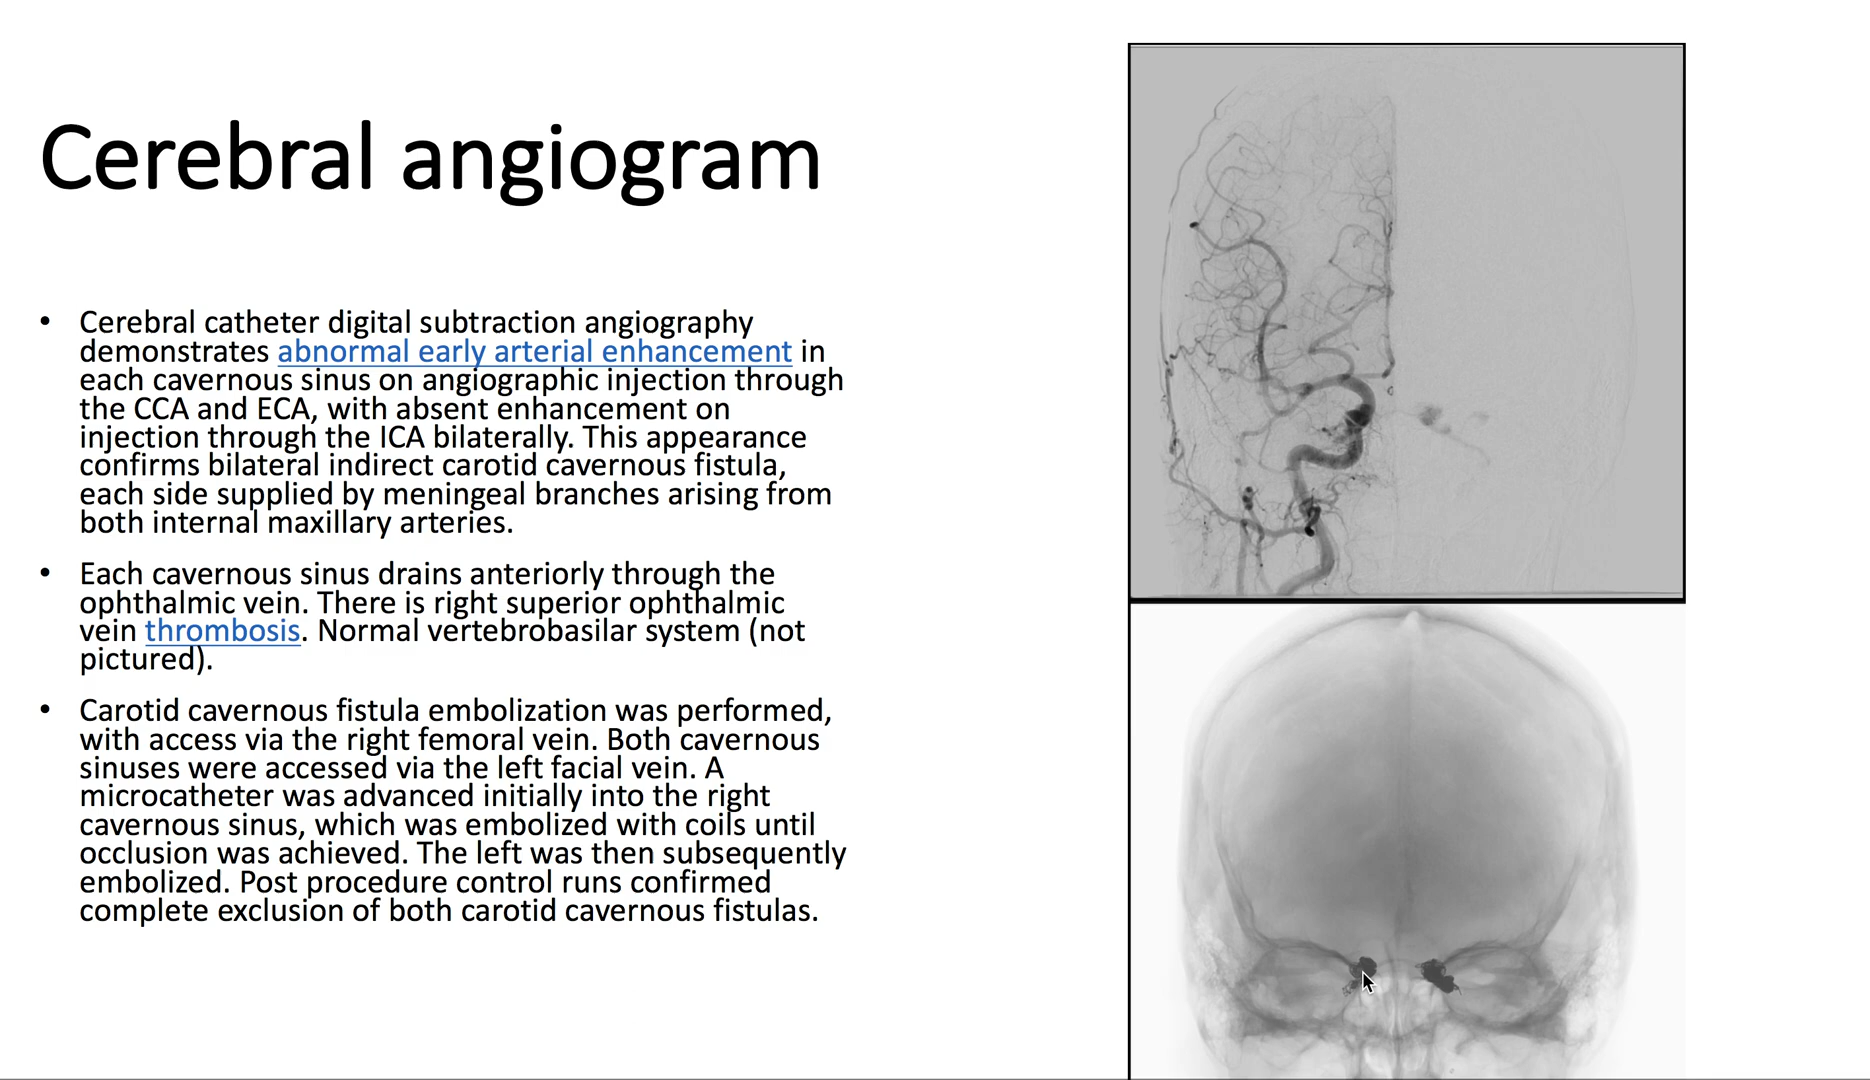 Cerebral angiogram
• Cerebral catheter digital subtraction angiography
demonstrates abnormal early arterial enhancement in
each cavernous sinus on angiographic injection through
the CCA and ECA, with absent enhancement on
injection through the ICA bilaterally. This appearance
confirms bilateral indirect carotid cavernous fistula,
each side supplied by meningeal branches arising from
both internal maxillary arteries.
• Each cavernous sinus drains anteriorly through the
ophthalmic vein. There is right superior ophthalmic
vein thrombosis. Normal vertebrobasilar system (not
pictured).
• Carotid cavernous fistula embolization was performed,
with access via the right femoral vein. Both cavernous
sinuses were accessed via the left facial vein. A
microcatheter was advanced initially into the right
cavernous sinus, which was embolized with coils until
occlusion was achieved. The left was then subsequently
embolized. Post procedure control runs confirmed
complete exclusion of both carotid cavernous fistulas.